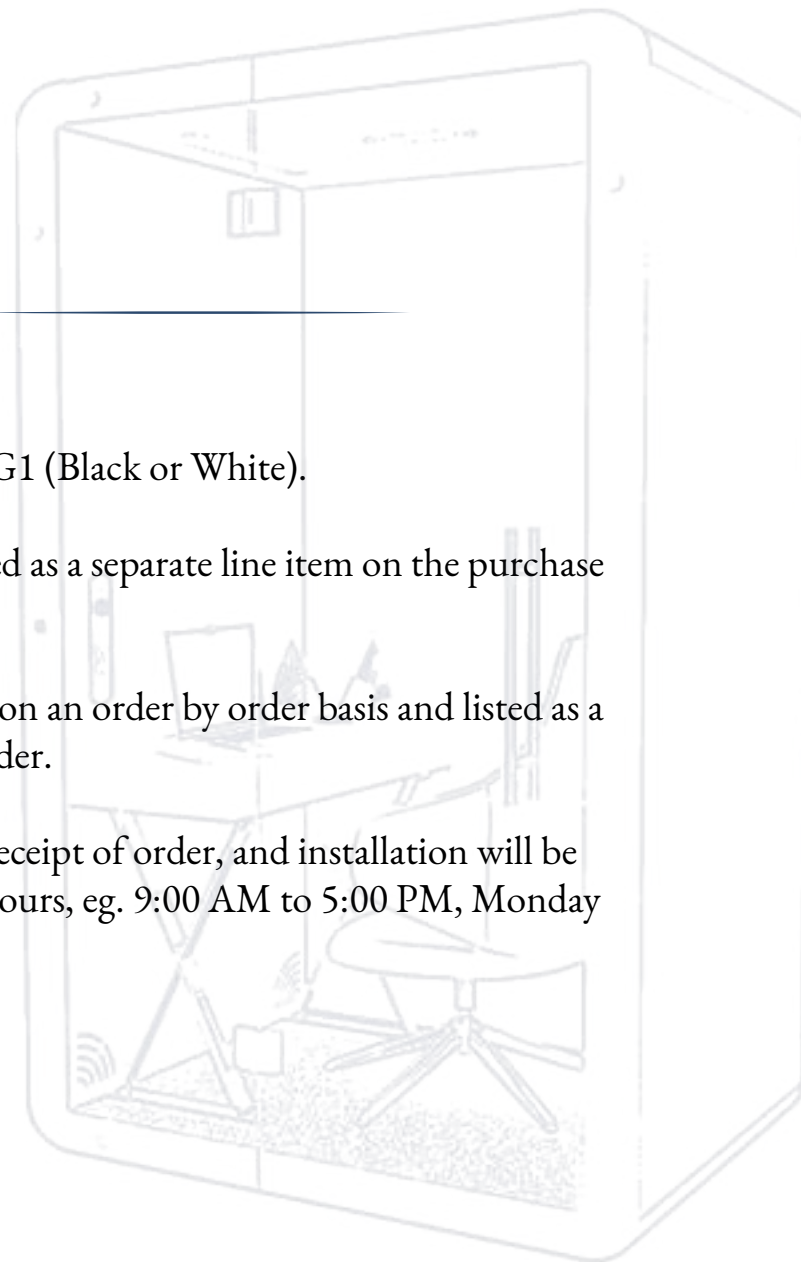 G1 (Black or White).
ed as a separate line item on the purchase
on an order by order basis and listed as a
der.
eceipt of order, and installation will be
ours, eg. 9:00 AM to 5:00 PM, Monday